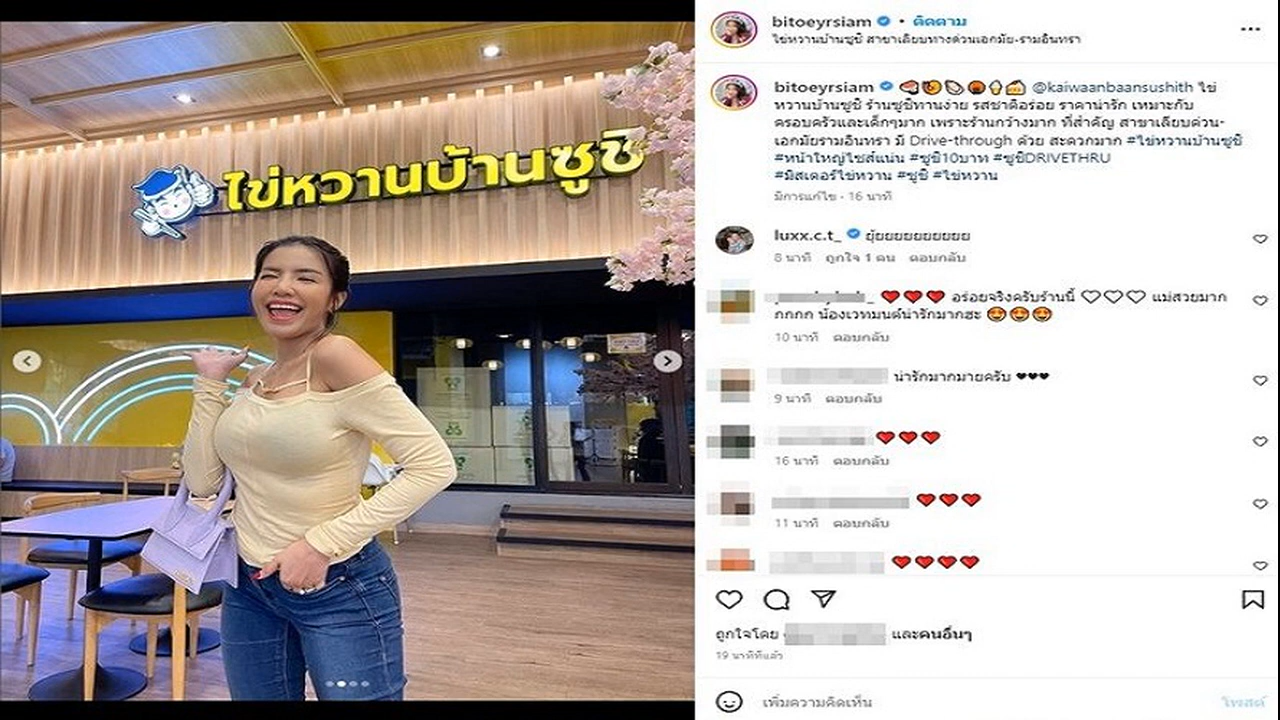 ไข่หวานบ้านซูชิ
bitoeyrsiam • ติดตาม
ไข่หวานบ้านซูชิ สาขาเลียบทางด่วนเอกมัย-รามอินทรา
bitoeyrsiam @kaiwaanbaansushith ไข่
หวานบ้านซูชิ ร้านซูชิทานง่าย รสชาติอร่อย ราคาน่ารัก เหมาะกับ
ครอบครัวและเด็กๆมาก เพราะร้านกว้างมาก ที่สำคัญ สาขาเลียบด่วน-
เอกมัยรามอินทรา มี Drive-through ด้วย สะดวกมาก #ไข่หวานบ้านซูชิ
#หน้าใหญ่ไซส์แน่น #ซูชิ10บาท #ซูชิDRIVETHRU
#มิสเตอร์ไข่หวาน #ซูชิ #ไข่หวาน
มีการแก้ไข · 16 นาที
luxx.c.t_ ยุ้ยยยยยยยยยยย
8 นาที ถูกใจ 1 คน ตอบกลับ
❤️❤️❤️ อร่อยจริงครับร้านนี้ ♡♡♡ แม่สวยมาก
กกกก น้องเวทมนต์น่ารักมากฮะ 🤩🤩🤩
10 นาที ตอบกลับ
น่ารักมากมายครับ ♥♥♥
9 นาที ตอบกลับ
❤️❤️❤️
16 นาที ตอบกลับ
❤️❤️❤️
11 นาที ตอบกลับ
❤️❤️❤️❤️
ถูกใจโดย และคนอื่นๆ
19 นาทีที่แล้ว
เพิ่มความคิดเห็น โพสต์